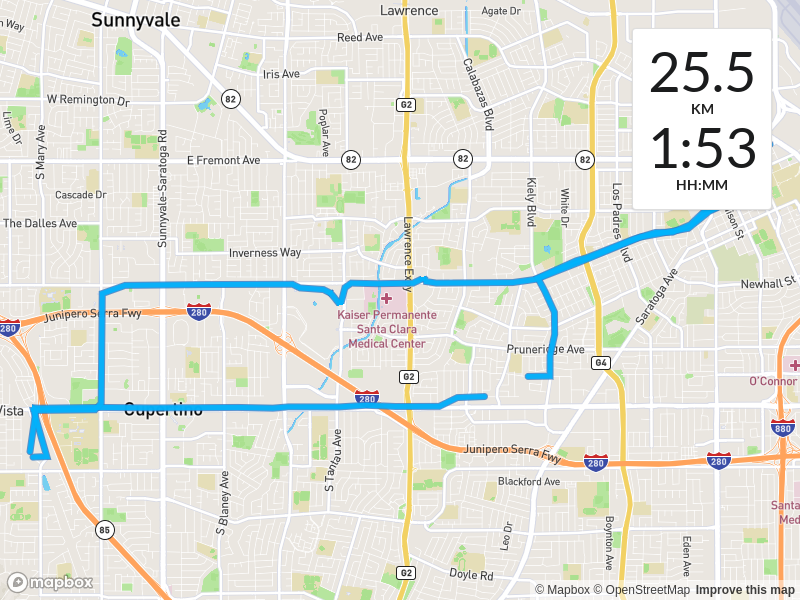 Sunnyvale
Lawrence
Agate Dr
Reed Ave
Iris Ave
Calabazas Blvd
W Remington Dr
82
G2
Poplar Ave
Lime Dr
S Mary Ave
Sunnyvale-Saratoga Rd
E Fremont Ave
82
82
82
25.5
KM
1:53
HH:MM
Cascade Dr
Kiely Blvd
White Dr
Los Padres Blvd
The Dalles Ave
Lawrence Expy
Inverness Way
Saratoga Ave
Newhall St
Junipero Serra Fwy
280
280
Kaiser Permanente
Santa Clara
Medical Center
Pruneridge Ave
G4
O'Connor
G2
280
Vista
Cupertino
880
S Tantau Ave
S Blaney Ave
Junipero Serra Fwy
280
280
Blackford Ave
85
Leo Dr
Boynton Ave
Eden Ave
Santa
Med
G2
Doyle Rd
mapbox
© Mapbox © OpenStreetMap Improve this map